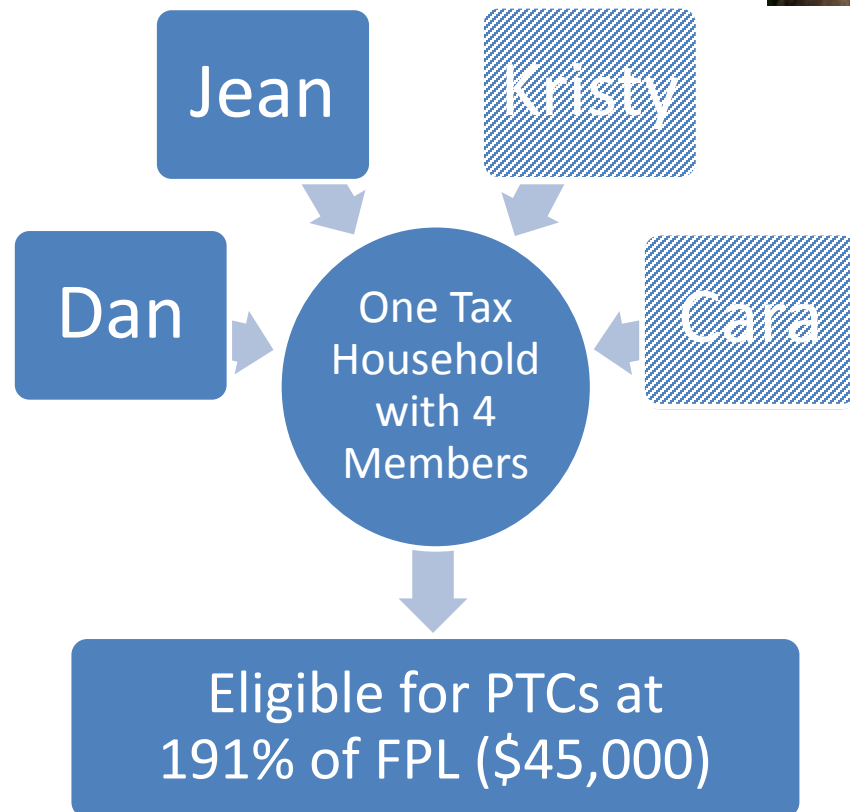 Jean
Kristy
Dan
Cara
One Tax
Household
with 4
Members
Eligible for PTCs at
191% of FPL ($45,000)